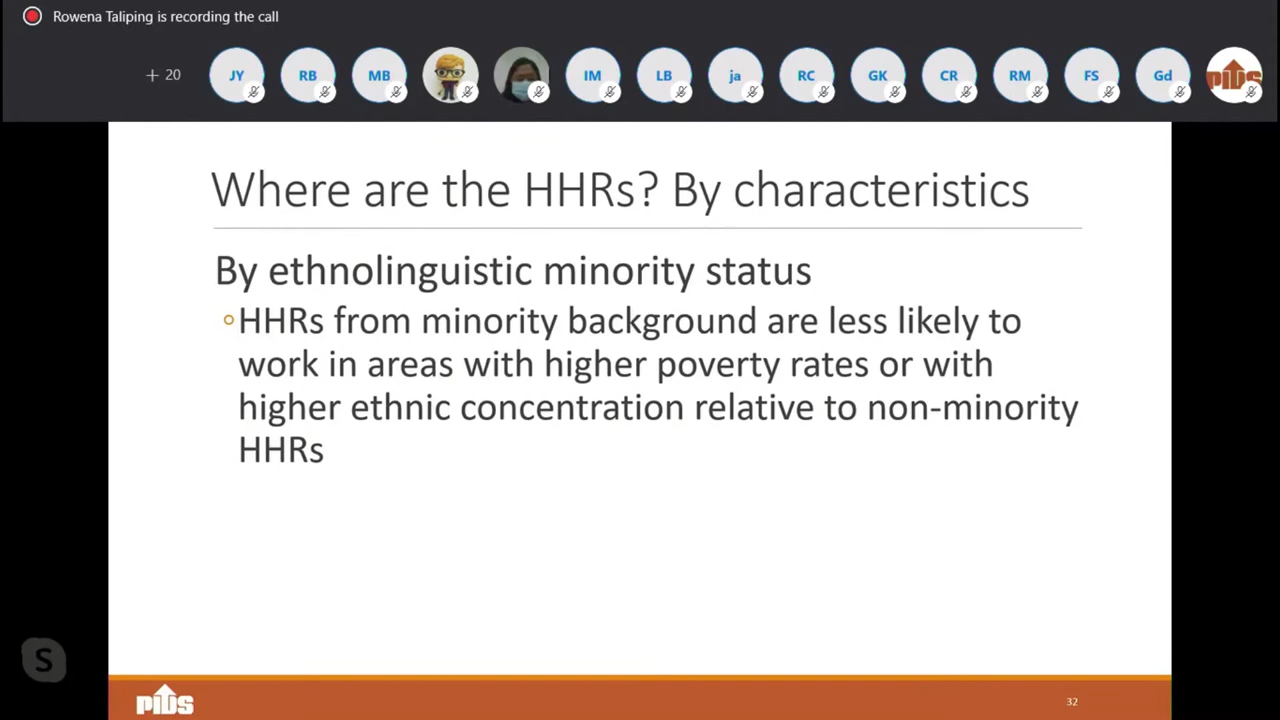 Rowena Taliping is recording the call
+ 20
JY
RB
MB
IM
LB
ja
RC
GK
CR
RM
FS
Gd
PIDS
Where are the HHRs? By characteristics
By ethnolinguistic minority status
HHRs from minority background are less likely to
work in areas with higher poverty rates or with
higher ethnic concentration relative to non-minority
HHRs
S
PIDS
32